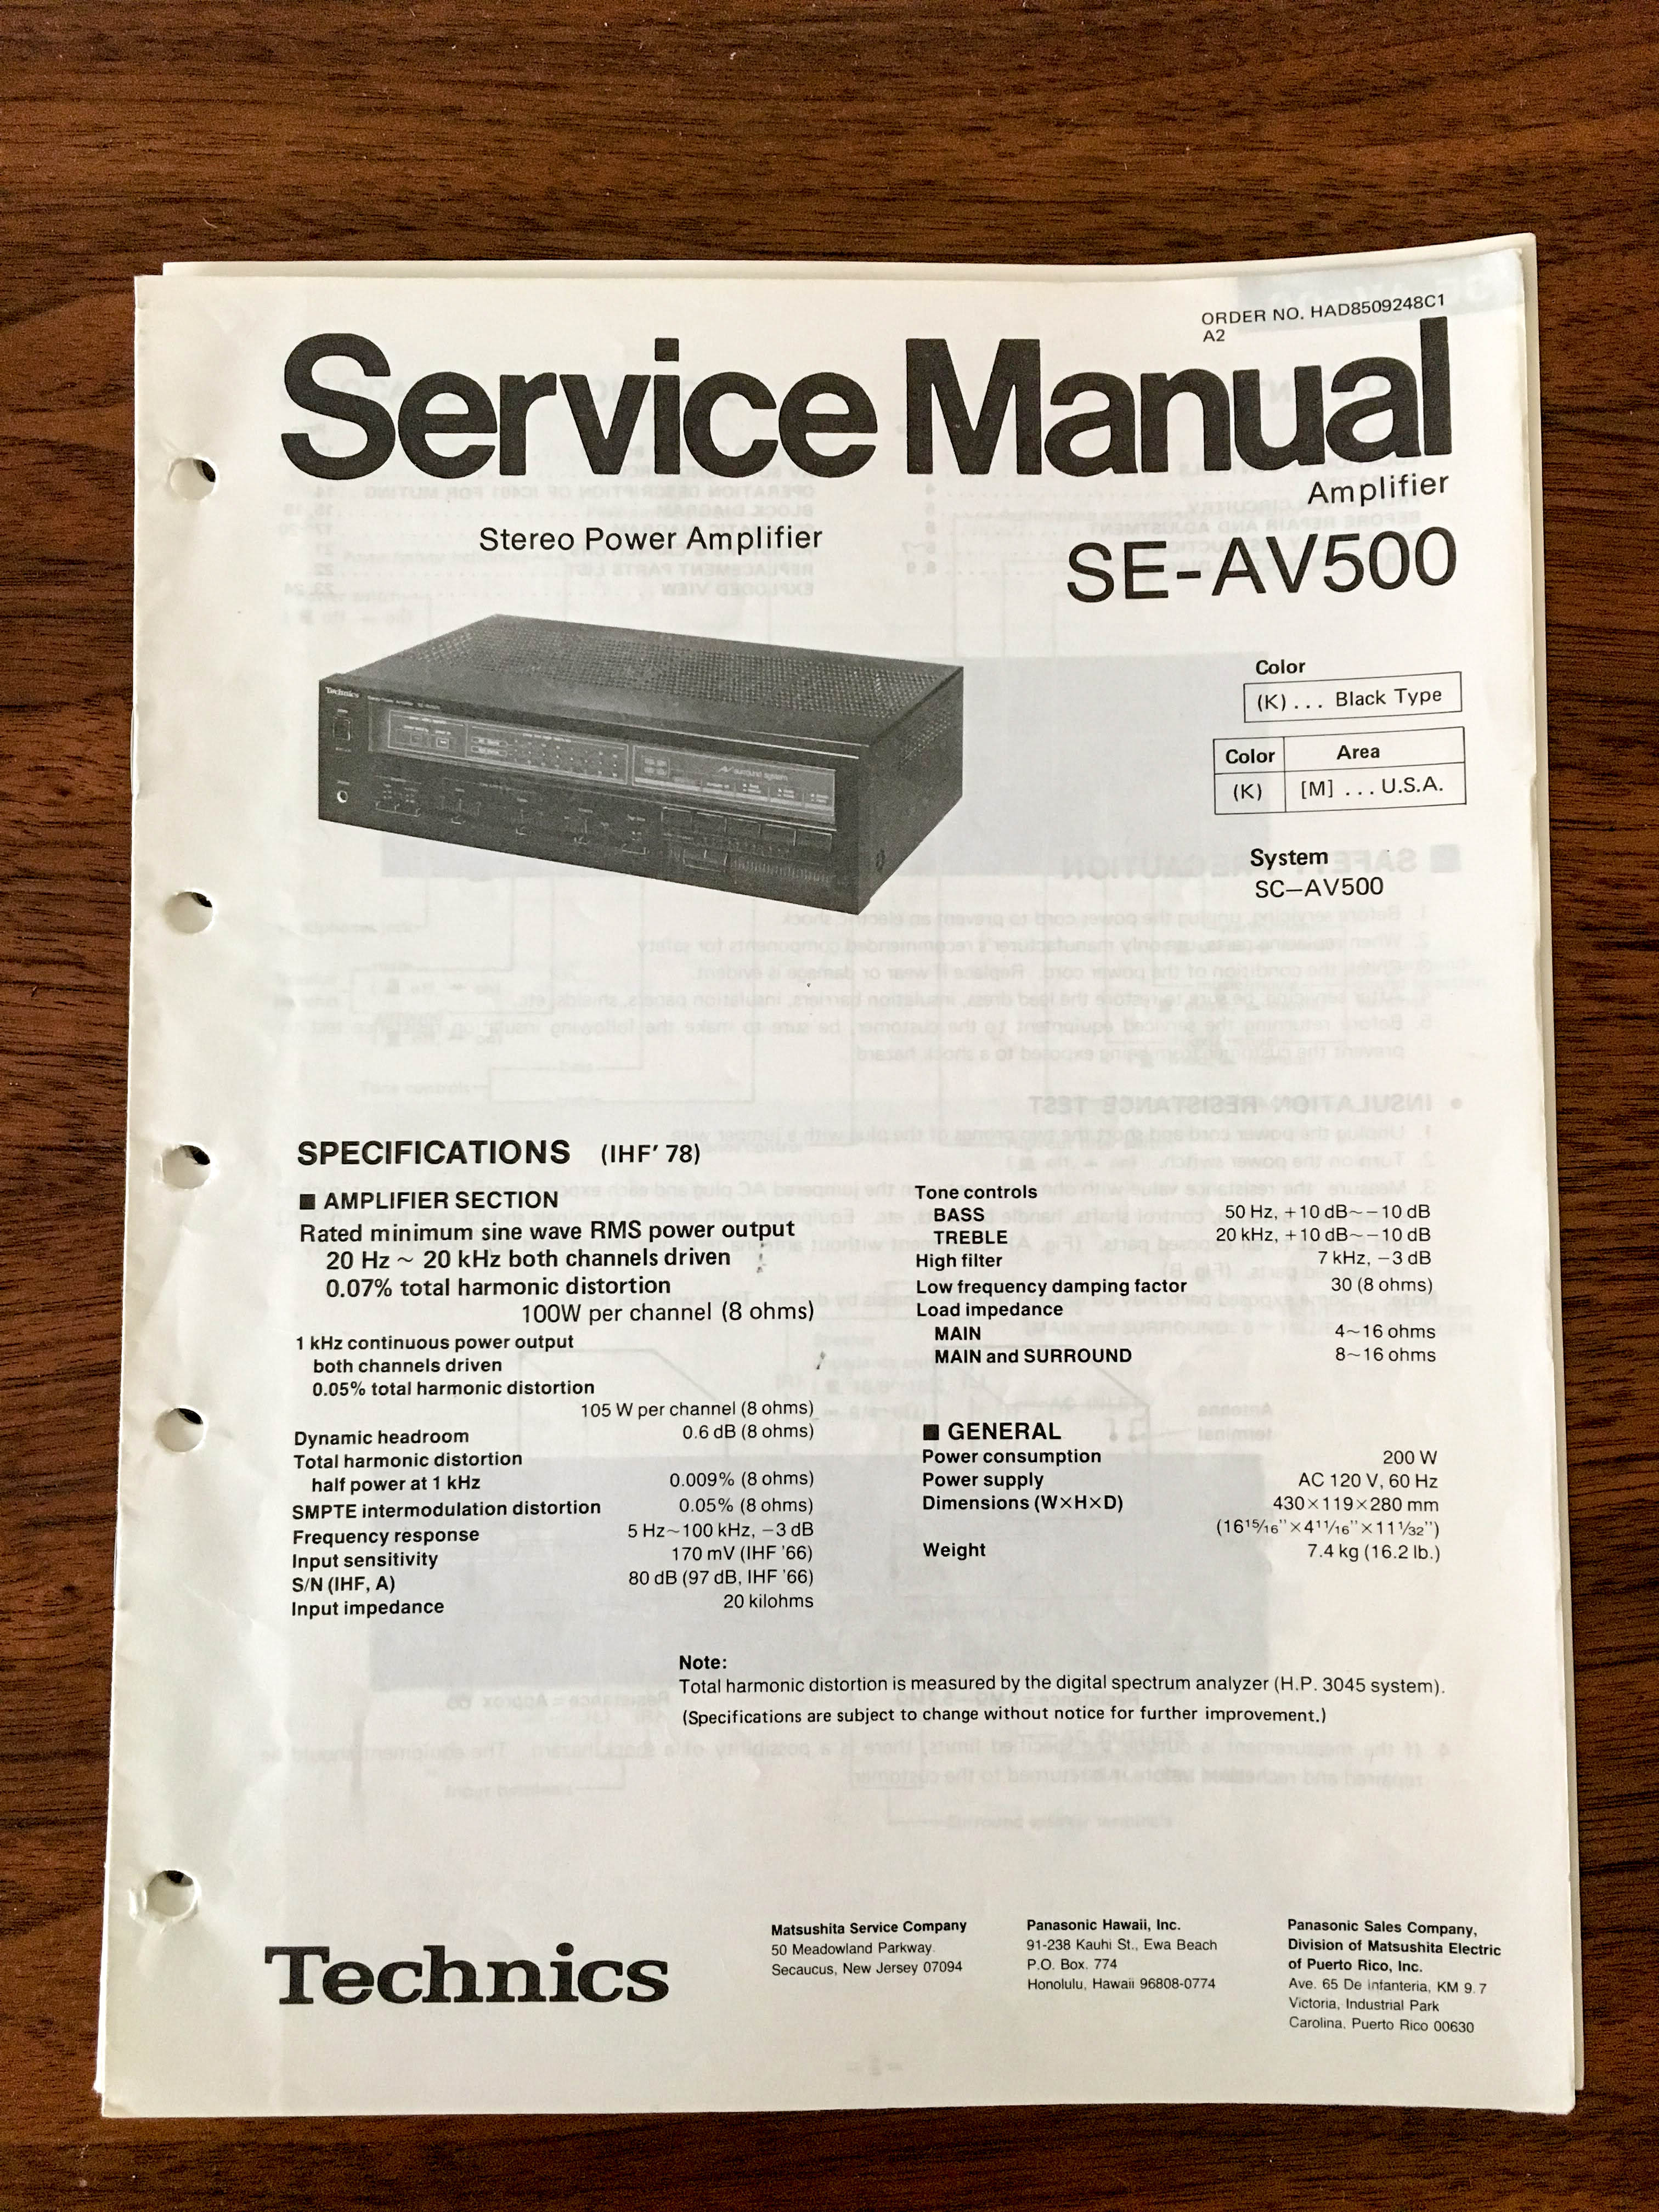 ORDER NO. HAD8509248C1
A2
Service Manual
Amplifier
Stereo Power Amplifier
SE-AV500
Technics
Color
(K) . . . Black Type
Color Area
(K) [M] . . . U.S.A.
System
SC–AV500
SPECIFICATIONS (IHF' 78)
■ AMPLIFIER SECTION
Rated minimum sine wave RMS power output
20 Hz ~ 20 kHz both channels driven
0.07% total harmonic distortion
100W per channel (8 ohms)
1 kHz continuous power output
both channels driven
0.05% total harmonic distortion
105 W per channel (8 ohms)
Dynamic headroom 0.6 dB (8 ohms)
Total harmonic distortion
half power at 1 kHz 0.009% (8 ohms)
SMPTE intermodulation distortion 0.05% (8 ohms)
Frequency response 5 Hz~100 kHz, −3 dB
Input sensitivity 170 mV (IHF '66)
S/N (IHF, A) 80 dB (97 dB, IHF '66)
Input impedance 20 kilohms
Tone controls
BASS 50 Hz, +10 dB~−10 dB
TREBLE 20 kHz, +10 dB~−10 dB
High filter 7 kHz, −3 dB
Low frequency damping factor 30 (8 ohms)
Load impedance
MAIN 4~16 ohms
MAIN and SURROUND 8~16 ohms
■ GENERAL
Power consumption 200 W
Power supply AC 120 V, 60 Hz
Dimensions (W×H×D) 430×119×280 mm
(16 15/16"×4 11/16"×11 1/32")
Weight 7.4 kg (16.2 lb.)
Note:
Total harmonic distortion is measured by the digital spectrum analyzer (H.P. 3045 system).
(Specifications are subject to change without notice for further improvement.)
Technics
Matsushita Service Company
50 Meadowland Parkway
Secaucus, New Jersey 07094
Panasonic Hawaii, Inc.
91-238 Kauhi St., Ewa Beach
P.O. Box. 774
Honolulu, Hawaii 96808-0774
Panasonic Sales Company,
Division of Matsushita Electric
of Puerto Rico, Inc.
Ave. 65 De Infanteria, KM 9.7
Victoria, Industrial Park
Carolina, Puerto Rico 00630